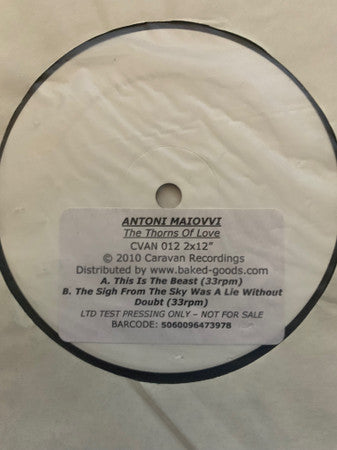 ANTONI MAIOVVI
The Thorns Of Love
CVAN 012 2x12"
© 2010 Caravan Recordings
Distributed by www.baked-goods.com
A. This Is The Beast (33rpm)
B. The Sigh From The Sky Was A Lie Without
Doubt (33rpm)
LTD TEST PRESSING ONLY – NOT FOR SALE
BARCODE: 5060096473978